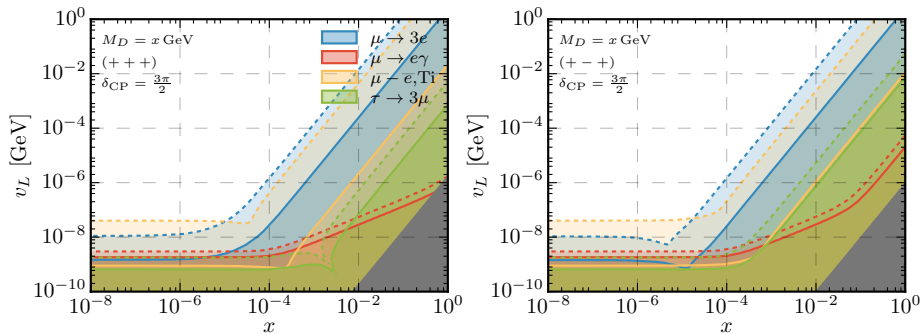 10^0
10^−2
10^−4
10^−6
10^−8
10^−10
v_L [GeV]
M_D = x GeV
(+ + +)
δ_CP = 3π/2
μ → 3e
μ → eγ
μ − e, Ti
τ → 3μ
10^−8 10^−6 10^−4 10^−2 10^0
x
10^0
10^−2
10^−4
10^−6
10^−8
10^−10
v_L [GeV]
M_D = x GeV
(+ − +)
δ_CP = 3π/2
10^−8 10^−6 10^−4 10^−2 10^0
x